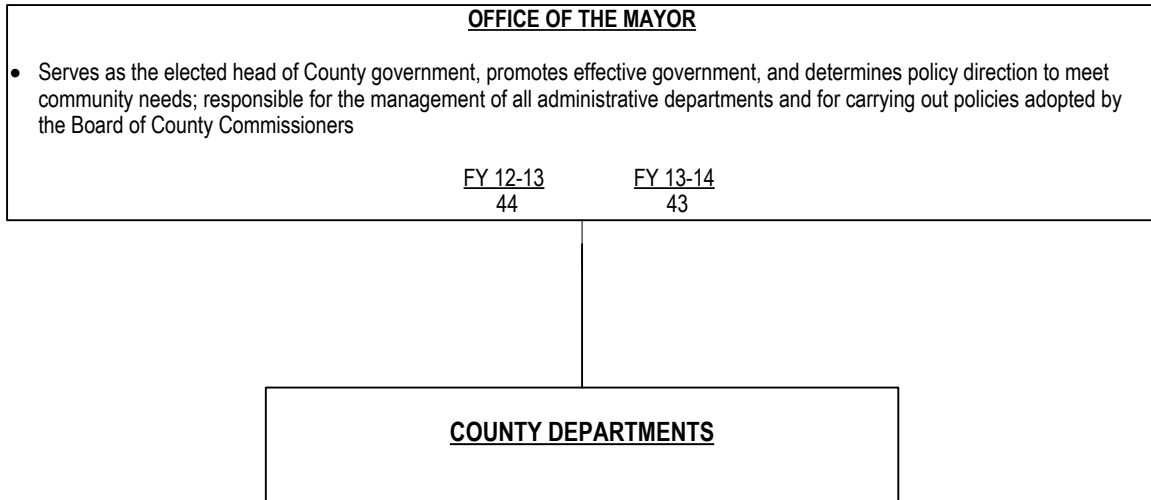 OFFICE OF THE MAYOR
• Serves as the elected head of County government, promotes effective government, and determines policy direction to meet
community needs; responsible for the management of all administrative departments and for carrying out policies adopted by
the Board of County Commissioners
FY 12-13 FY 13-14
44 43
COUNTY DEPARTMENTS